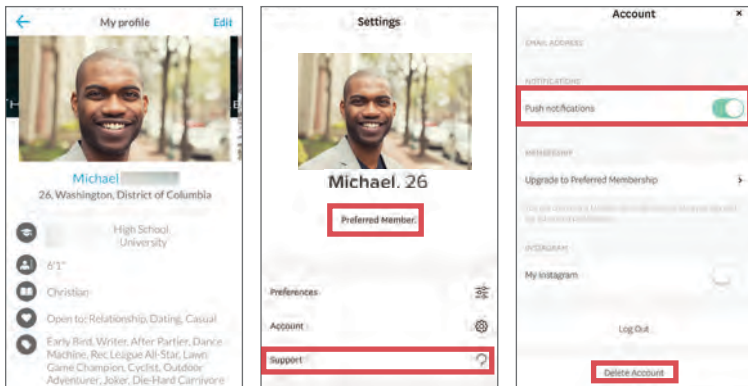 My profile
Edit
Michael
26, Washington, District of Columbia
High School
University
6'1"
Christian
Open to: Relationship, Dating, Casual
Early Bird, Writer, After Partier, Dance
Machine, Rec League All-Star, Lawn
Game Champion, Cyclist, Outdoor
Adventurer, Joker, Die-Hard Carnivore
Settings
Michael, 26
Preferred Member
Preferences
Account
Support
Account
×
EMAIL ADDRESS
NOTIFICATIONS
Push notifications
MEMBERSHIP
Upgrade to Preferred Membership
INSTAGRAM
My Instagram
Log Out
Delete Account